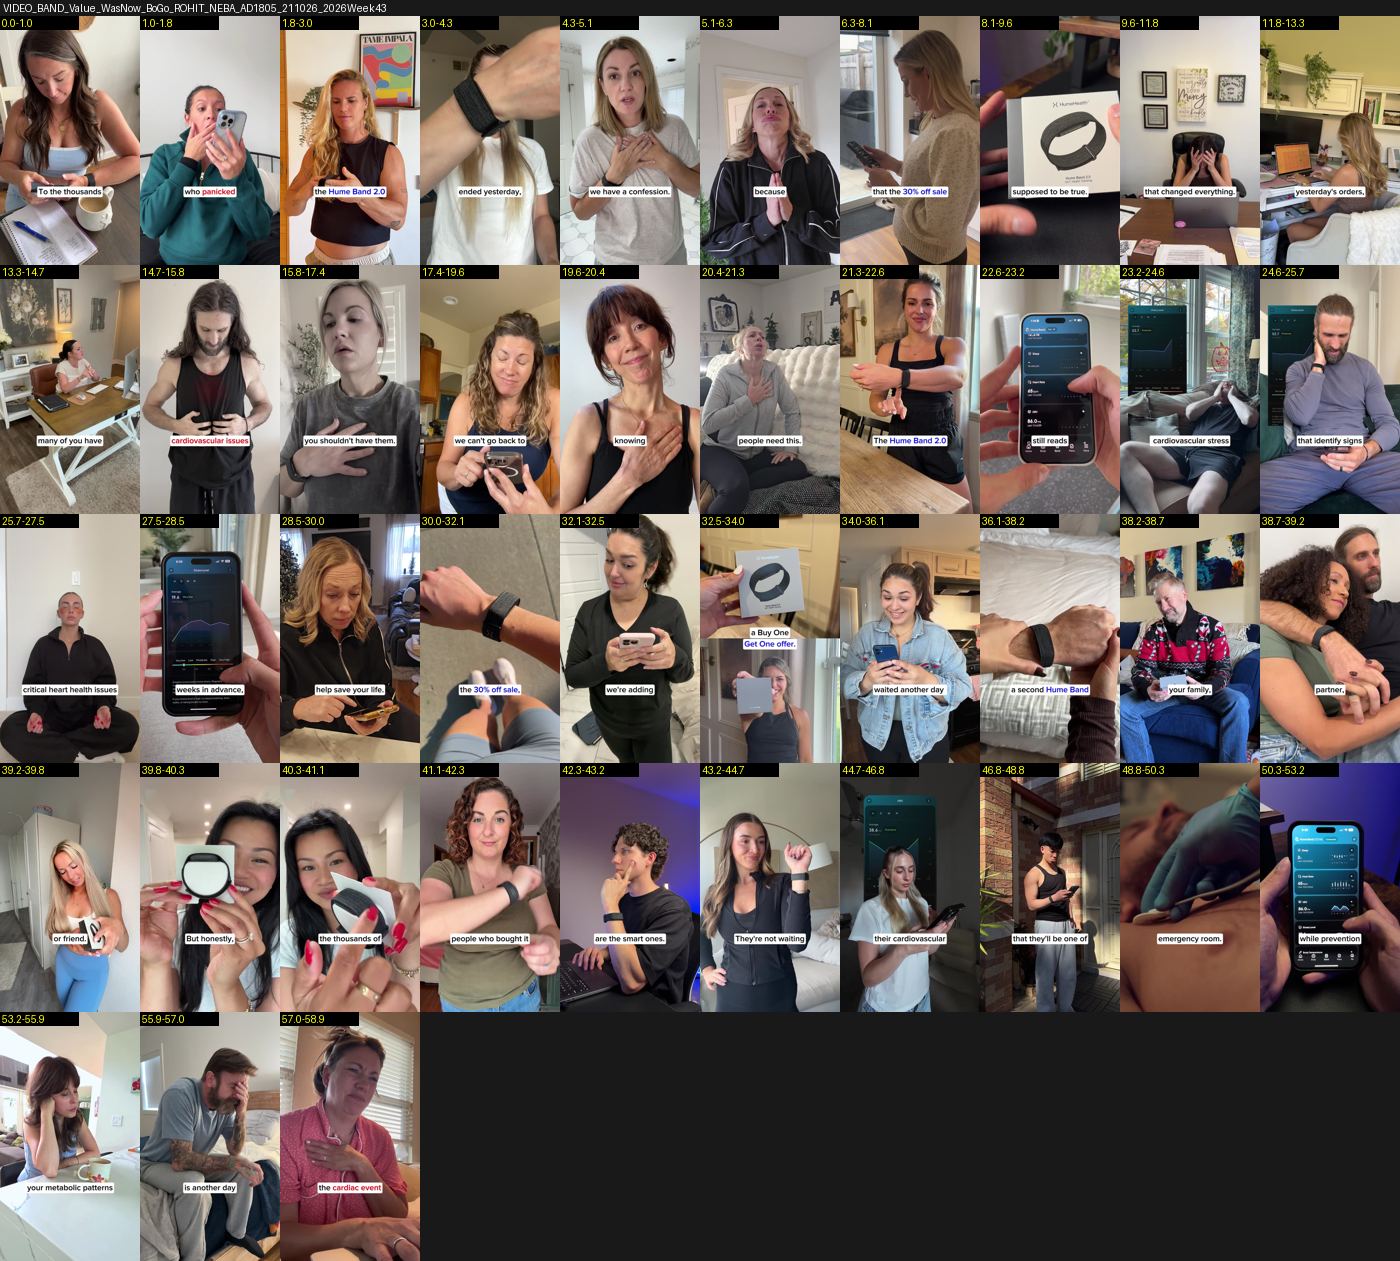 VIDEO_BAND_Value_WasNow_BoGo_ROHIT_NEBA_AD1805_211026_2026Week43
0.0-1.0
To the thousands
1.0-1.8
who panicked
1.8-3.0
TAME IMPALA
the Hume Band 2.0
3.0-4.3
ended yesterday,
4.3-5.1
we have a confession.
5.1-6.3
because
6.3-8.1
that the 30% off sale
8.1-9.6
HumeHealth
Hume Band 2.0
supposed to be true.
9.6-11.8
Mercy
that changed everything.
11.8-13.3
yesterday's orders,
13.3-14.7
many of you have
14.7-15.8
cardiovascular issues
15.8-17.4
you shouldn't have them.
17.4-19.6
we can't go back to
19.6-20.4
knowing
20.4-21.3
people need this.
21.3-22.6
The Hume Band 2.0
22.6-23.2
still reads
23.2-24.6
cardiovascular stress
24.6-25.7
that identify signs
25.7-27.5
critical heart health issues
27.5-28.5
weeks in advance,
28.5-30.0
help save your life.
30.0-32.1
the 30% off sale,
32.1-32.5
we're adding
32.5-34.0
a Buy One
Get One offer.
34.0-36.1
waited another day
36.1-38.2
a second Hume Band
38.2-38.7
your family,
38.7-39.2
partner,
39.2-39.8
or friend.
39.8-40.3
But honestly,
40.3-41.1
the thousands of
41.1-42.3
people who bought it
42.3-43.2
are the smart ones.
43.2-44.7
They're not waiting
44.7-46.8
their cardiovascular
46.8-48.8
that they'll be one of
48.8-50.3
emergency room.
50.3-53.2
while prevention
53.2-55.9
your metabolic patterns
55.9-57.0
is another day
57.0-58.9
the cardiac event